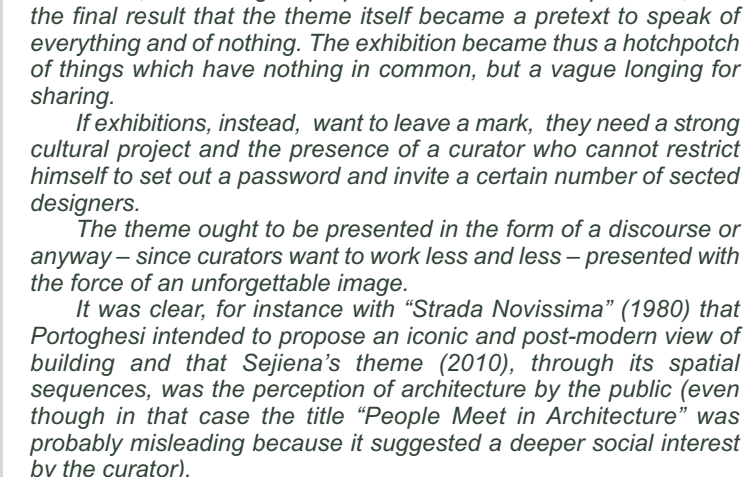 the final result that the theme itself became a pretext to speak of
everything and of nothing. The exhibition became thus a hotchpotch
of things which have nothing in common, but a vague longing for
sharing.
If exhibitions, instead, want to leave a mark, they need a strong
cultural project and the presence of a curator who cannot restrict
himself to set out a password and invite a certain number of sected
designers.
The theme ought to be presented in the form of a discourse or
anyway – since curators want to work less and less – presented with
the force of an unforgettable image.
It was clear, for instance with “Strada Novissima” (1980) that
Portoghesi intended to propose an iconic and post-modern view of
building and that Sejiena’s theme (2010), through its spatial
sequences, was the perception of architecture by the public (even
though in that case the title “People Meet in Architecture” was
probably misleading because it suggested a deeper social interest
by the curator).